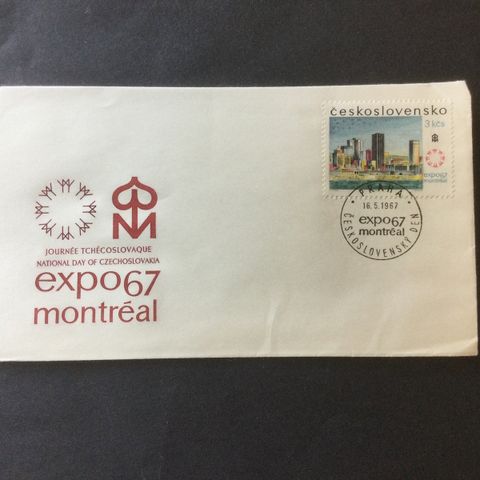 československo
3 kčs
expo67
montréal
PRAHA
16.5.1967
expo67
montréal
ČESKOSLOVENSKÝ DEN
JOURNÉE TCHÉCOSLOVAQUE
NATIONAL DAY OF CZECHOSLOVAKIA
expo67
montréal